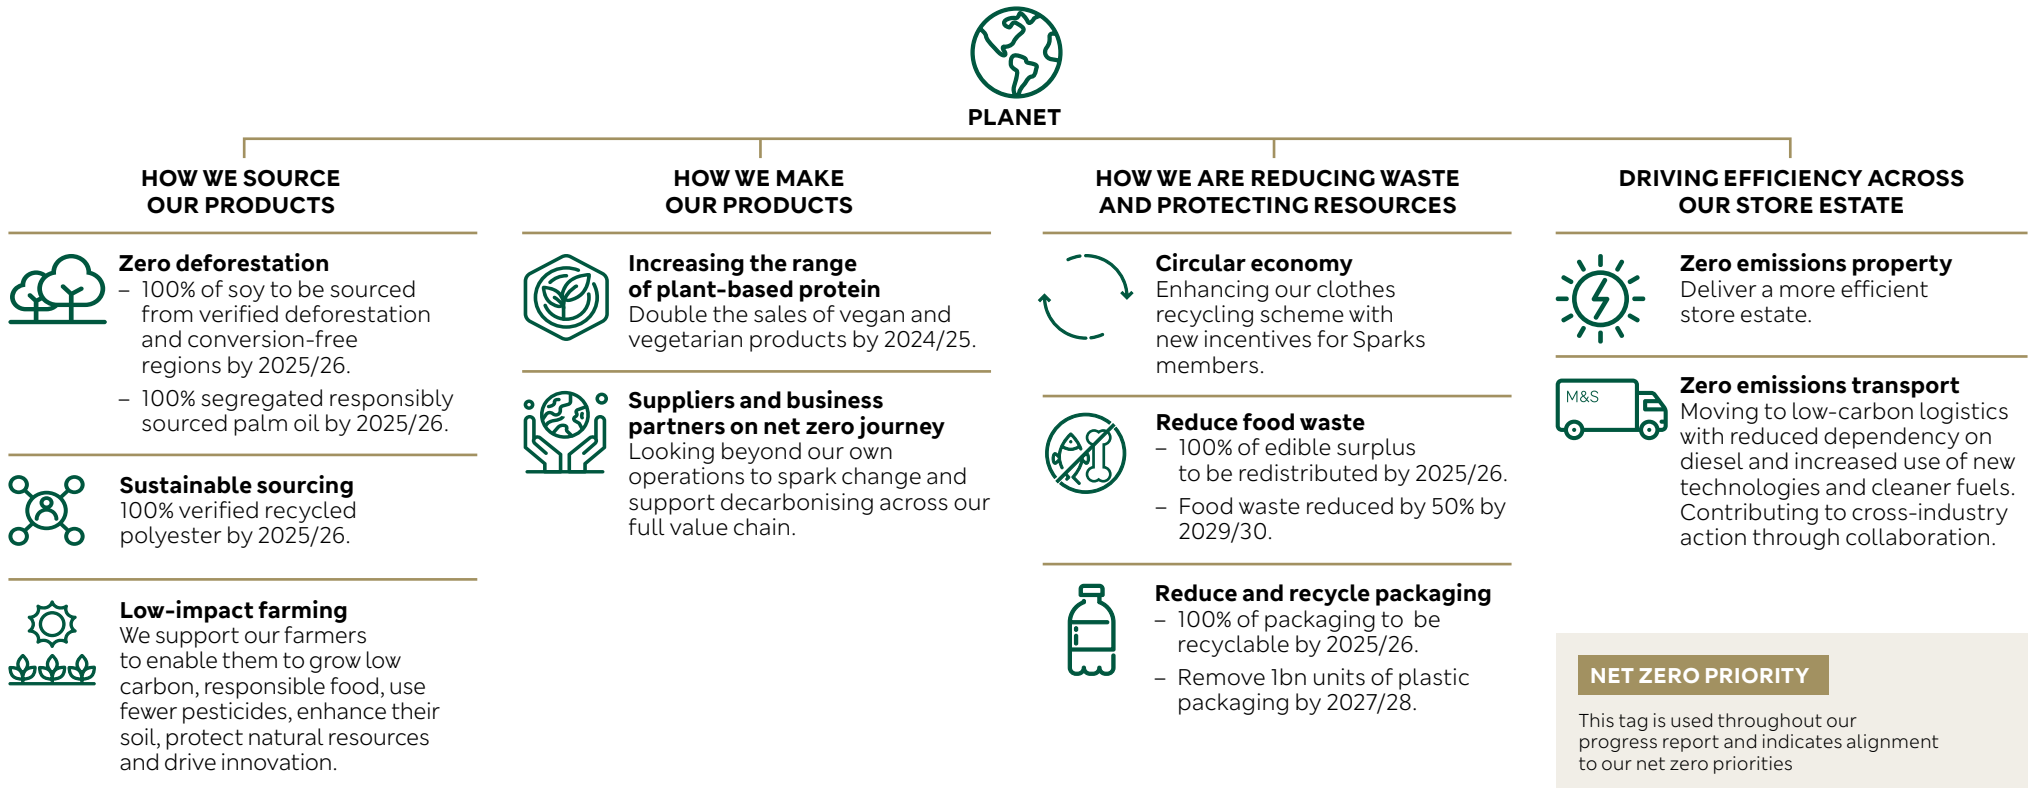 PLANET
HOW WE SOURCE
OUR PRODUCTS
Zero deforestation
– 100% of soy to be sourced
from verified deforestation
and conversion-free
regions by 2025/26.
– 100% segregated responsibly
sourced palm oil by 2025/26.
Sustainable sourcing
100% verified recycled
polyester by 2025/26.
Low-impact farming
We support our farmers
to enable them to grow low
carbon, responsible food, use
fewer pesticides, enhance their
soil, protect natural resources
and drive innovation.
HOW WE MAKE
OUR PRODUCTS
Increasing the range
of plant-based protein
Double the sales of vegan and
vegetarian products by 2024/25.
Suppliers and business
partners on net zero journey
Looking beyond our own
operations to spark change and
support decarbonising across our
full value chain.
HOW WE ARE REDUCING WASTE
AND PROTECTING RESOURCES
Circular economy
Enhancing our clothes
recycling scheme with
new incentives for Sparks
members.
Reduce food waste
– 100% of edible surplus
to be redistributed by 2025/26.
– Food waste reduced by 50% by
2029/30.
Reduce and recycle packaging
– 100% of packaging to be
recyclable by 2025/26.
– Remove 1bn units of plastic
packaging by 2027/28.
DRIVING EFFICIENCY ACROSS
OUR STORE ESTATE
Zero emissions property
Deliver a more efficient
store estate.
M&S
Zero emissions transport
Moving to low-carbon logistics
with reduced dependency on
diesel and increased use of new
technologies and cleaner fuels.
Contributing to cross-industry
action through collaboration.
NET ZERO PRIORITY
This tag is used throughout our
progress report and indicates alignment
to our net zero priorities